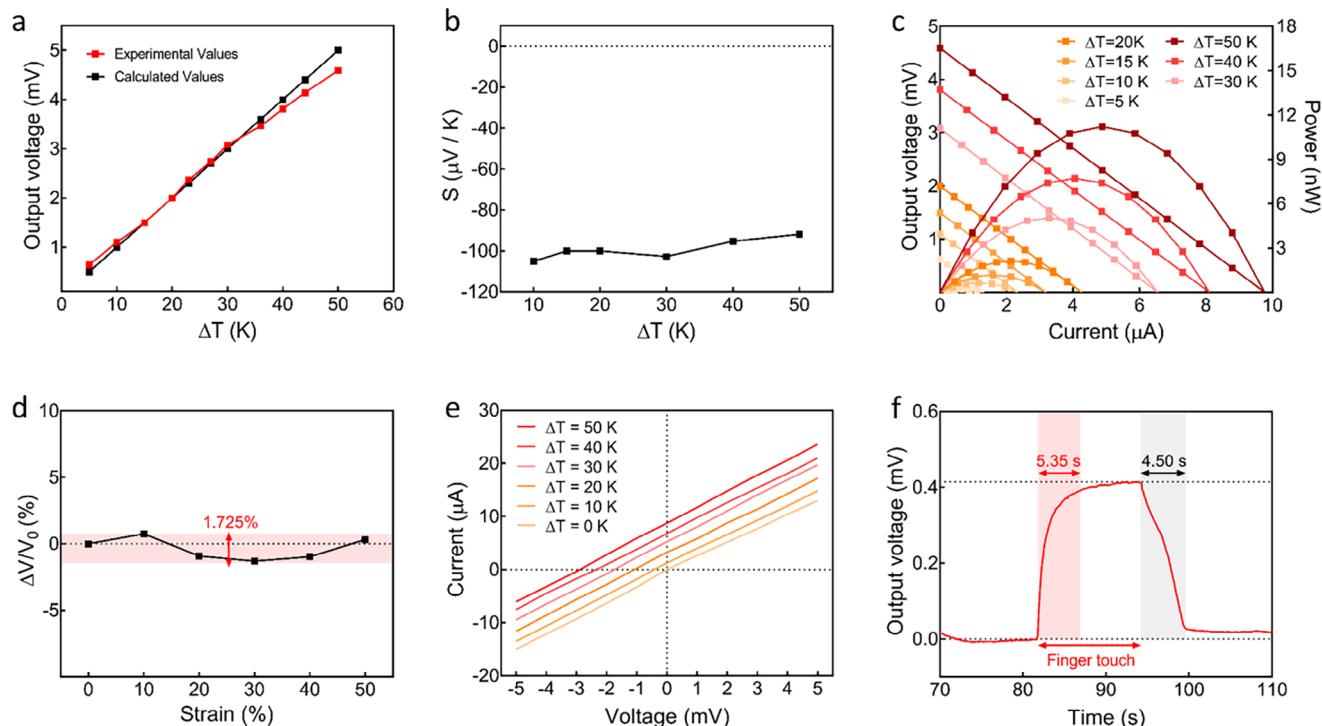 a
Output voltage (mV)
5
4
3
2
1
Experimental Values
Calculated Values
0 10 20 30 40 50 60
ΔT (K)
b
S (μV / K)
0
-20
-40
-60
-80
-100
-120
10 20 30 40 50
ΔT (K)
c
Output voltage (mV)
5
4
3
2
1
ΔT=20K ΔT=50 K
ΔT=15 K ΔT=40 K
ΔT=10 K ΔT=30 K
ΔT=5 K
18
15
12
9
6
3
Power (nW)
0 2 4 6 8 10
Current (μA)
d
ΔV/V0 (%)
10
5
0
-5
1.725%
0 10 20 30 40 50
Strain (%)
e
Current (μA)
30
20
10
0
-10
-20
ΔT = 50 K
ΔT = 40 K
ΔT = 30 K
ΔT = 20 K
ΔT = 10 K
ΔT = 0 K
-5 -4 -3 -2 -1 0 1 2 3 4 5
Voltage (mV)
f
Output voltage (mV)
0.6
0.4
0.2
0.0
-0.1
5.35 s 4.50 s
Finger touch
70 80 90 100 110
Time (s)